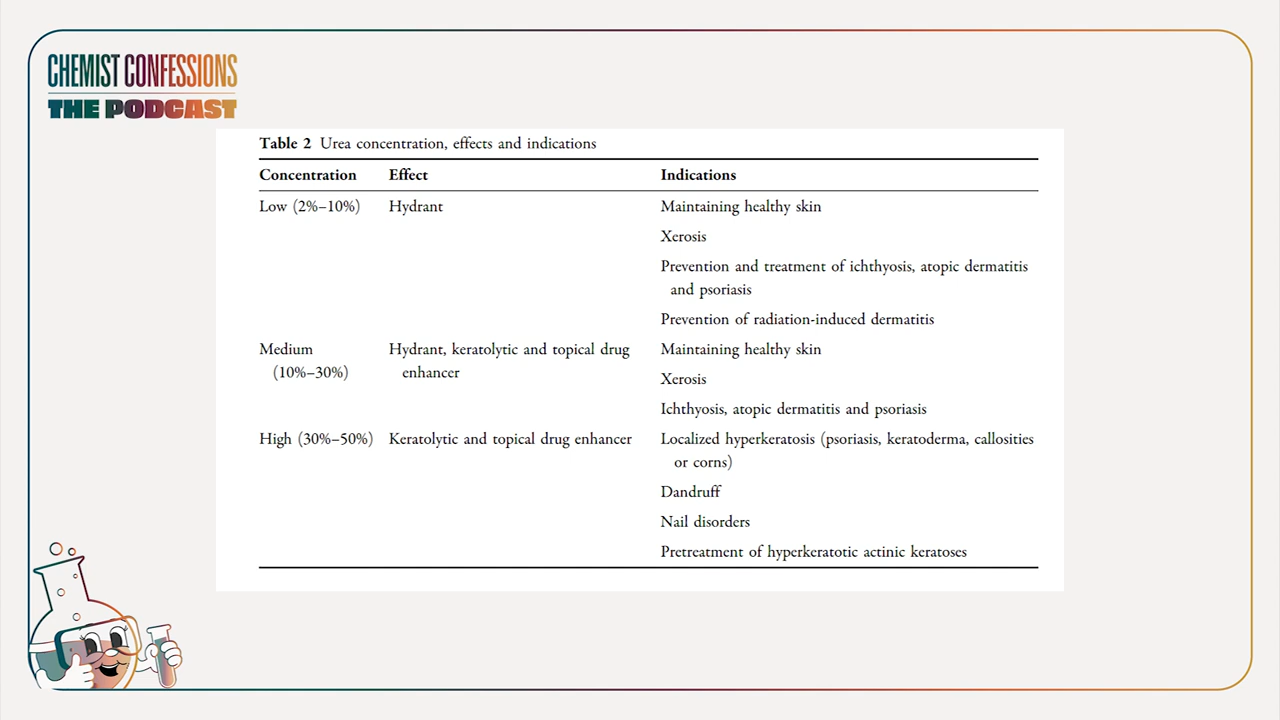 CHEMIST CONFESSIONS
THE PODCAST
Table 2 Urea concentration, effects and indications
Concentration Effect Indications
Low (2%–10%) Hydrant Maintaining healthy skin
Xerosis
Prevention and treatment of ichthyosis, atopic dermatitis
and psoriasis
Prevention of radiation-induced dermatitis
Medium Hydrant, keratolytic and topical drug Maintaining healthy skin
(10%–30%) enhancer Xerosis
Ichthyosis, atopic dermatitis and psoriasis
High (30%–50%) Keratolytic and topical drug enhancer Localized hyperkeratosis (psoriasis, keratoderma, callosities
or corns)
Dandruff
Nail disorders
Pretreatment of hyperkeratotic actinic keratoses